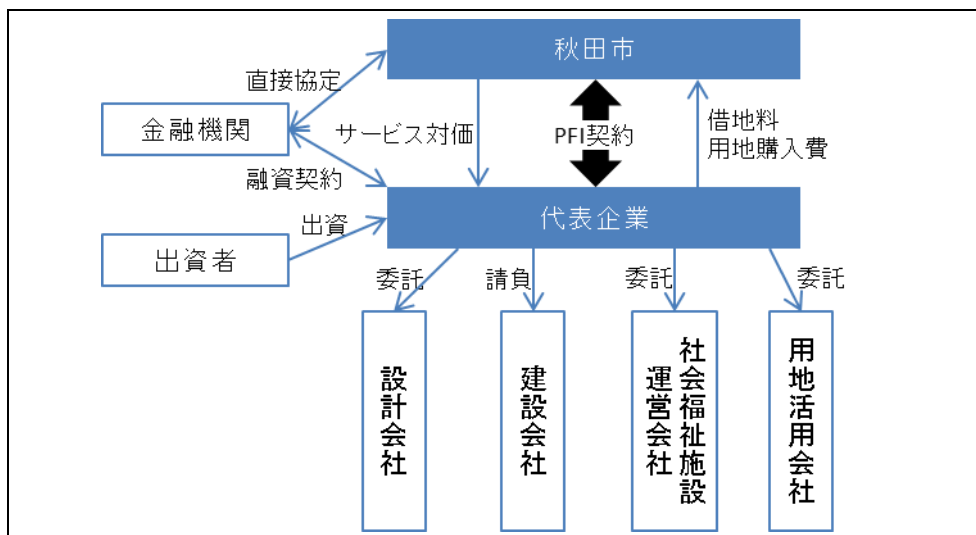 秋田市
直接協定
金融機関
サービス対価
PFI契約
借地料
用地購入費
融資契約
代表企業
出資
出資者
委託
請負
委託
委託
設計会社
建設会社
社会福祉施設
運営会社
用地活用会社